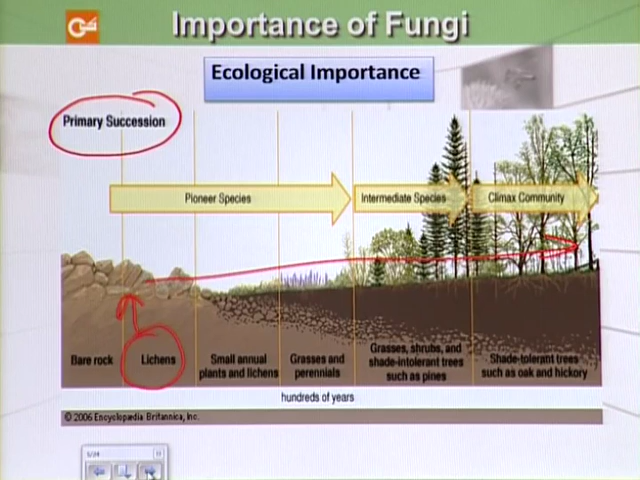 Importance of Fungi
Ecological Importance
Primary Succession
Pioneer Species
Intermediate Species
Climax Community
Bare rock
Lichens
Small annual
plants and lichens
Grasses and
perennials
Grasses, shrubs, and
shade-intolerant trees
such as pines
Shade-tolerant trees
such as oak and hickory
hundreds of years
© 2006 Encyclopædia Britannica, Inc.
5/24